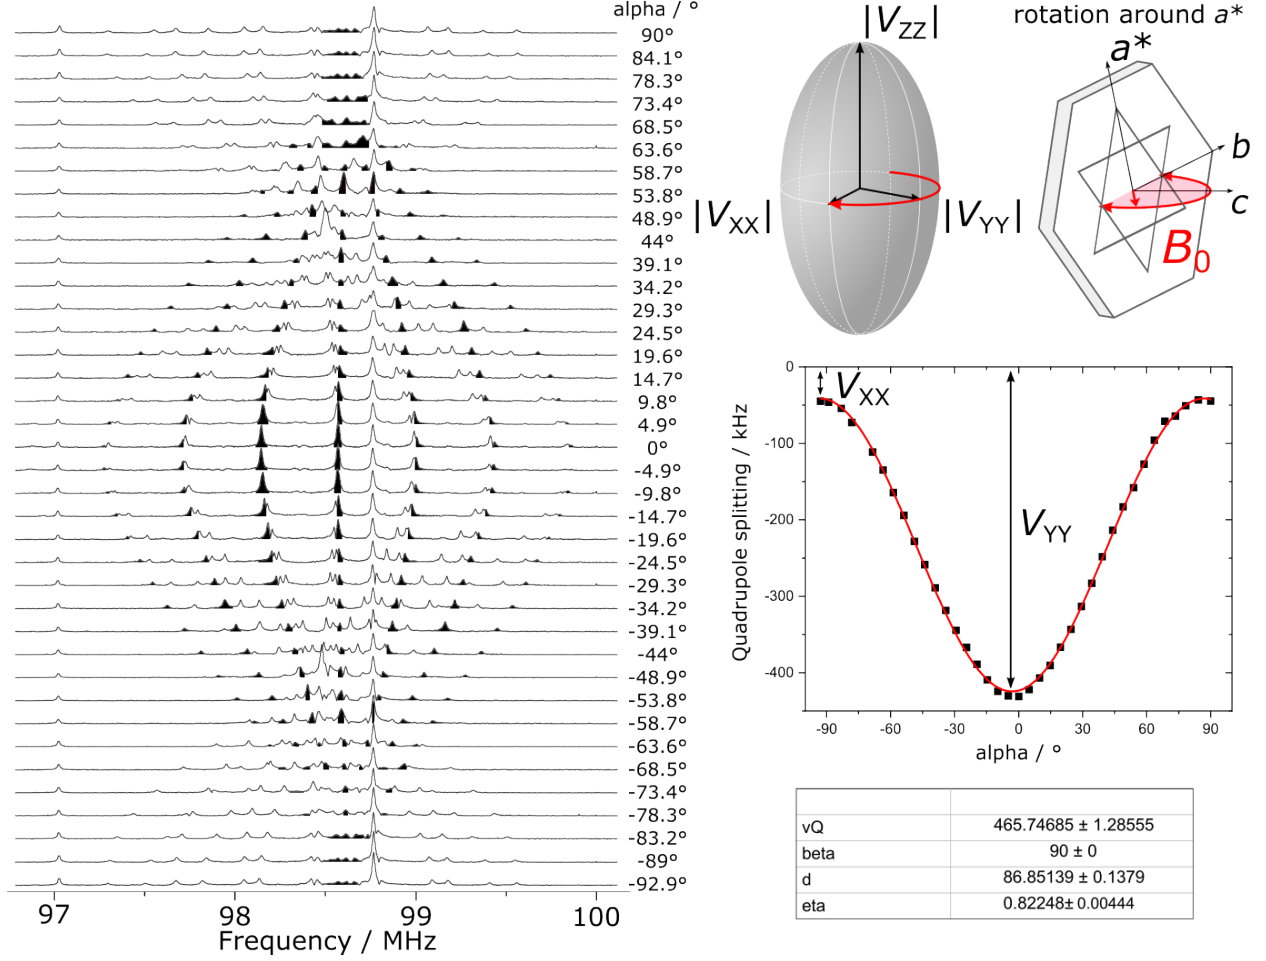 alpha / °
90°
84.1°
78.3°
73.4°
68.5°
63.6°
58.7°
53.8°
48.9°
44°
39.1°
34.2°
29.3°
24.5°
19.6°
14.7°
9.8°
4.9°
0°
-4.9°
-9.8°
-14.7°
-19.6°
-24.5°
-29.3°
-34.2°
-39.1°
-44°
-48.9°
-53.8°
-58.7°
-63.6°
-68.5°
-73.4°
-78.3°
-83.2°
-89°
-92.9°
97 98 99 100
Frequency / MHz
|VZZ|
|VXX|
|VYY|
rotation around a*
a*
b
c
B0
0
-100
-200
-300
-400
Quadrupole splitting / kHz
VXX
VYY
-90 -60 -30 0 30 60 90
alpha / °
vQ 465.74685 ± 1.28555
beta 90 ± 0
d 86.85139 ± 0.1379
eta 0.82248± 0.00444